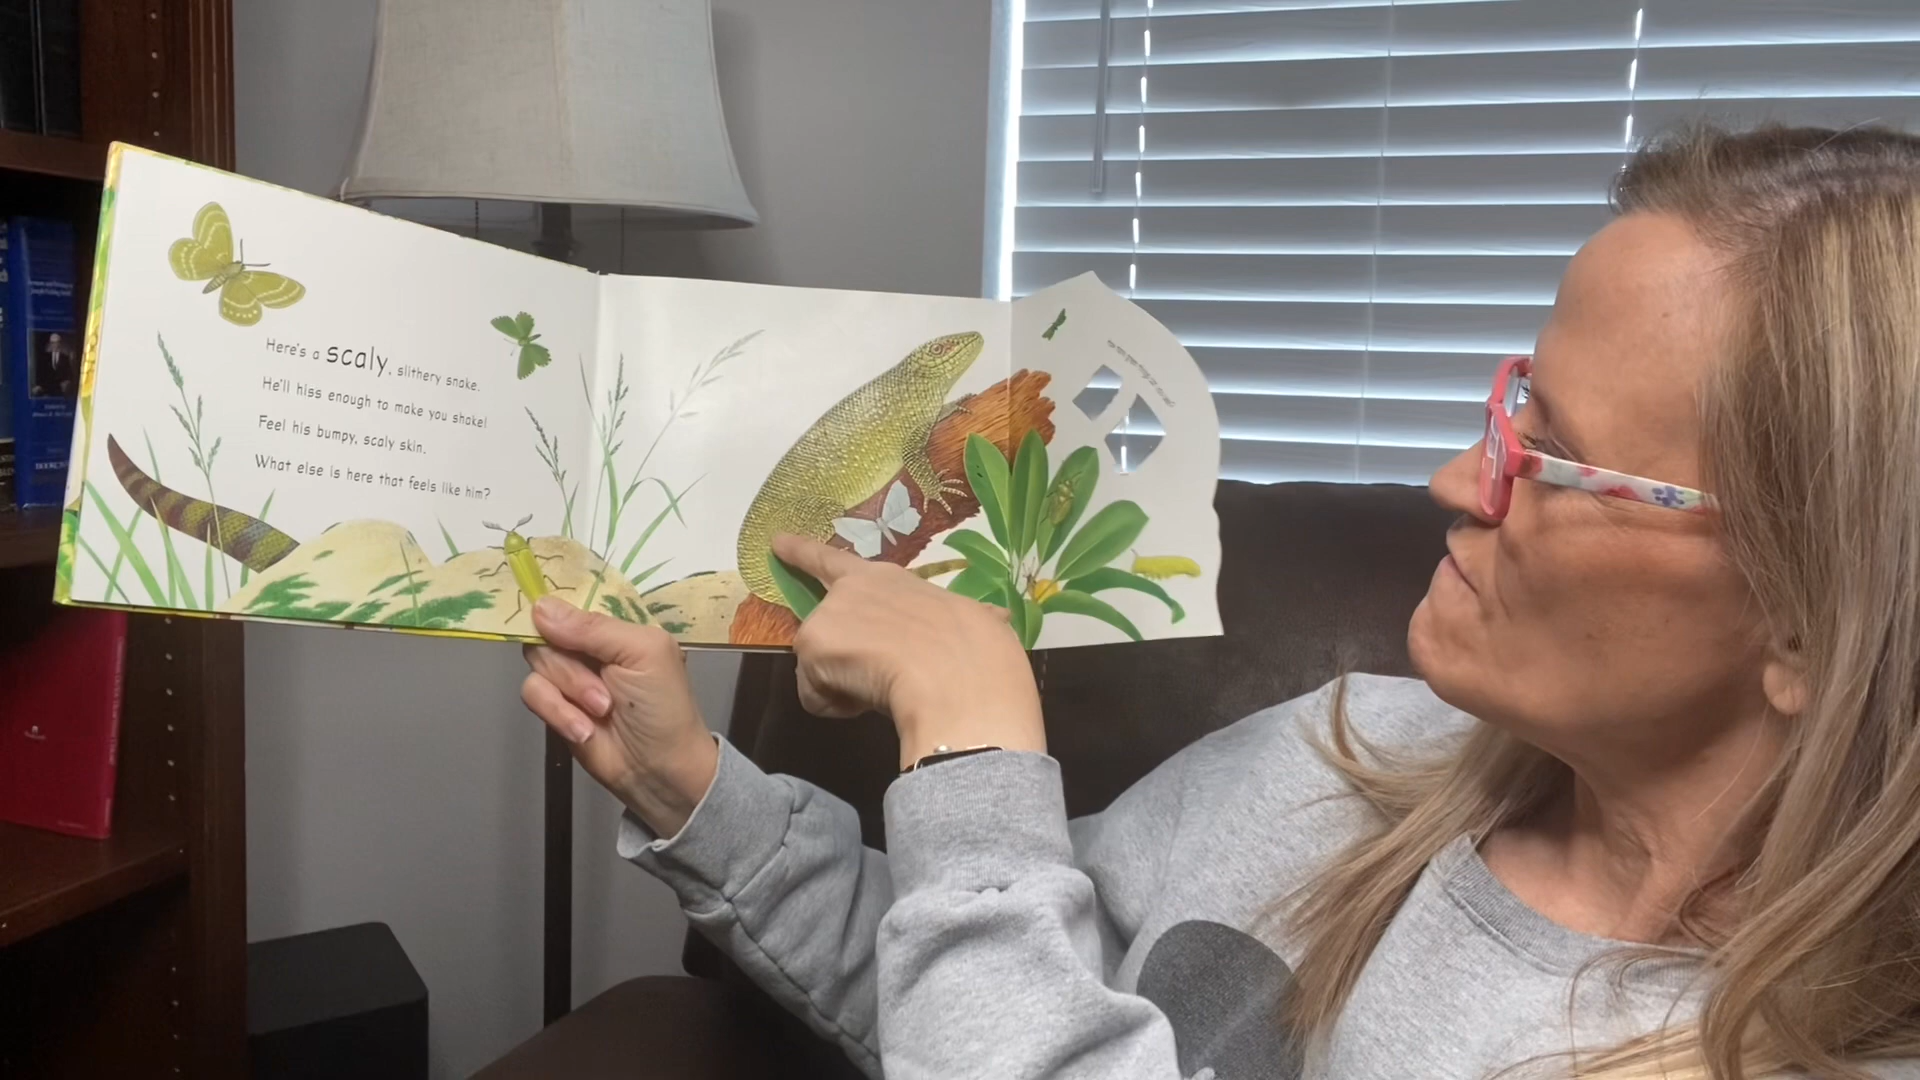 Here's a scaly, slithery snake.
He'll hiss enough to make you shake!
Feel his bumpy, scaly skin.
What else is here that feels like him?